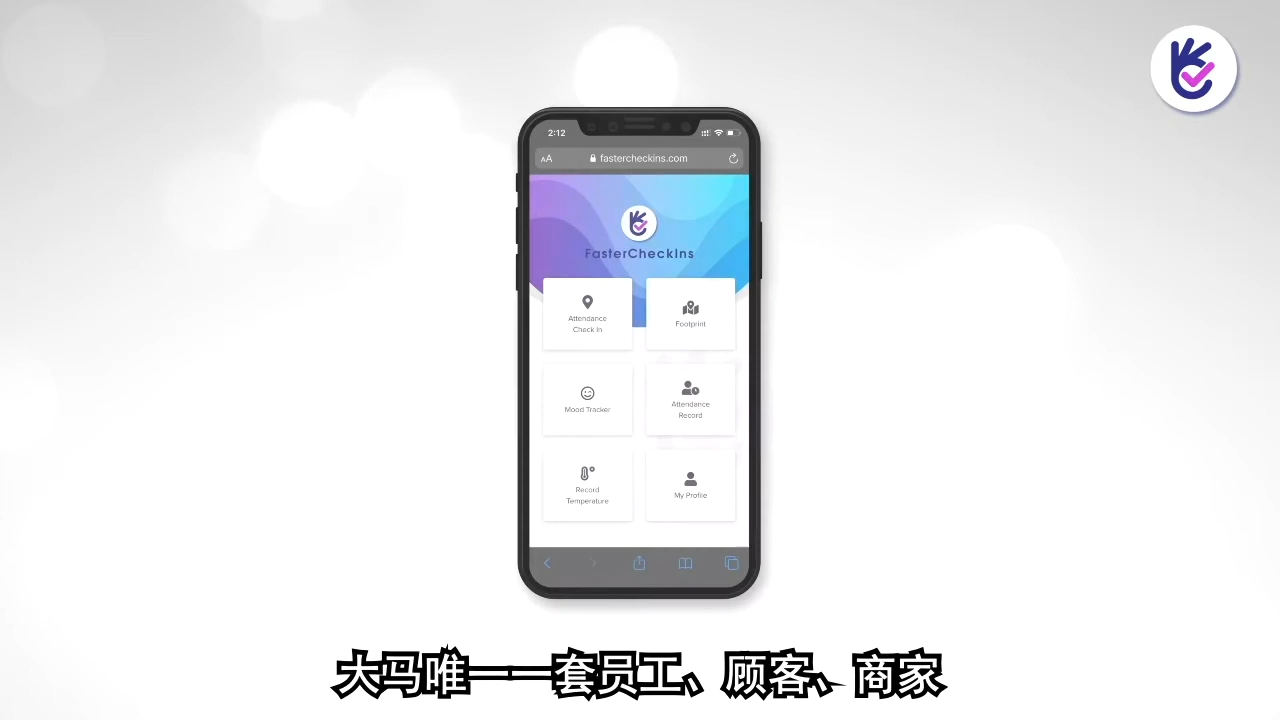 2:12
AA
fastercheckins.com
FasterCheckIns
Attendance
Check In
Footprint
Mood Tracker
Attendance
Record
Record
Temperature
My Profile
大马唯一一套员工、顾客、商家